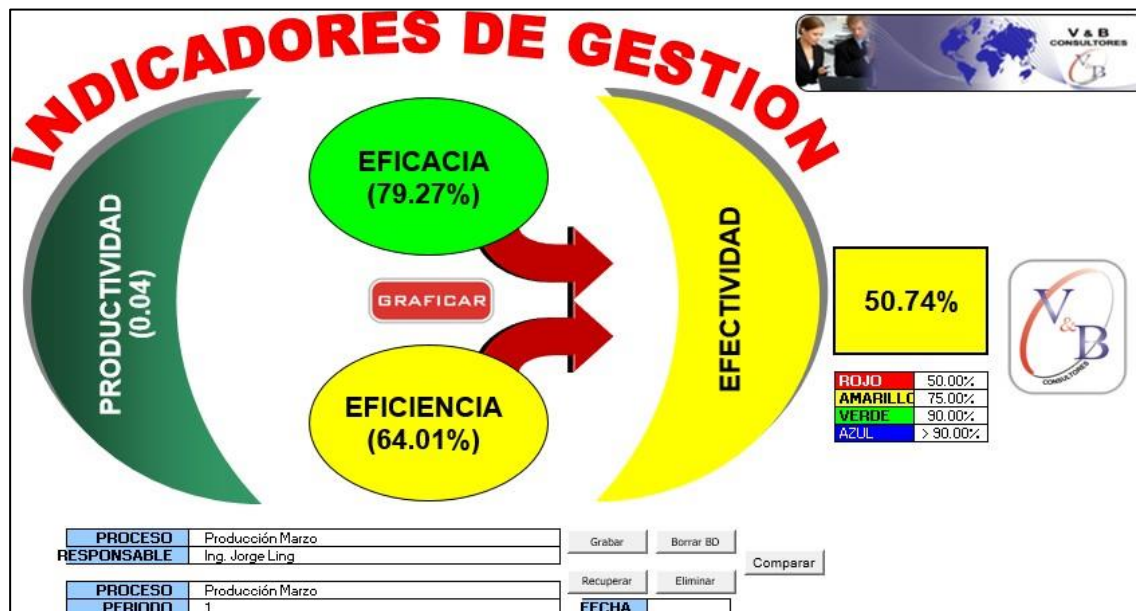 INDICADORES DE GESTION
V & B
CONSULTORES
V&B
PRODUCTIVIDAD
(0.04)
EFICACIA
(79.27%)
GRAFICAR
EFICIENCIA
(64.01%)
EFECTIVIDAD
50.74%
V&B
CONSULTORES
ROJO 50.00%
AMARILLO 75.00%
VERDE 90.00%
AZUL > 90.00%
PROCESO Producción Marzo
RESPONSABLE Ing. Jorge Ling
Grabar Borrar BD
Comparar
Recuperar Eliminar
PROCESO Producción Marzo
PERIODO 1 FECHA